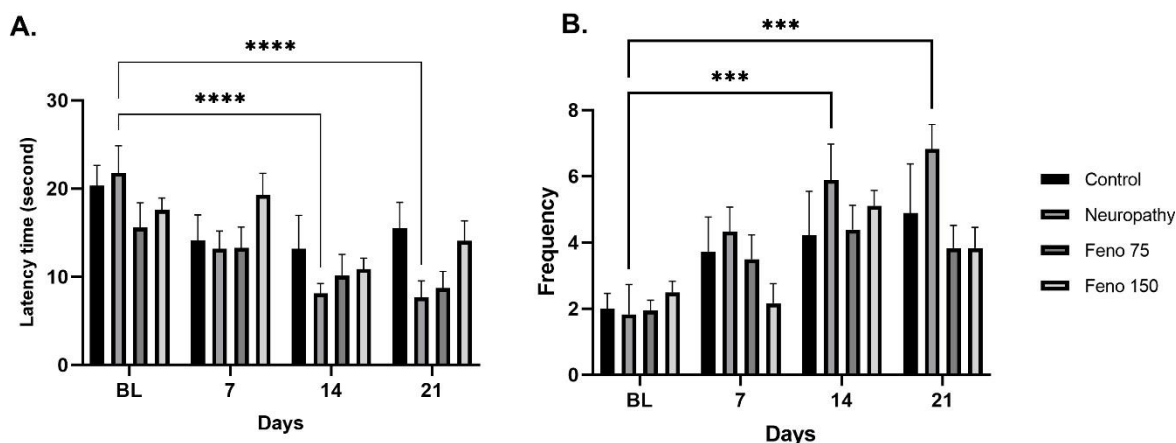 A.
****
****
30
20
10
0
Latency time (second)
BL 7 14 21
Days
B.
***
***
8
6
4
2
0
Frequency
BL 7 14 21
Days
Control
Neuropathy
Feno 75
Feno 150